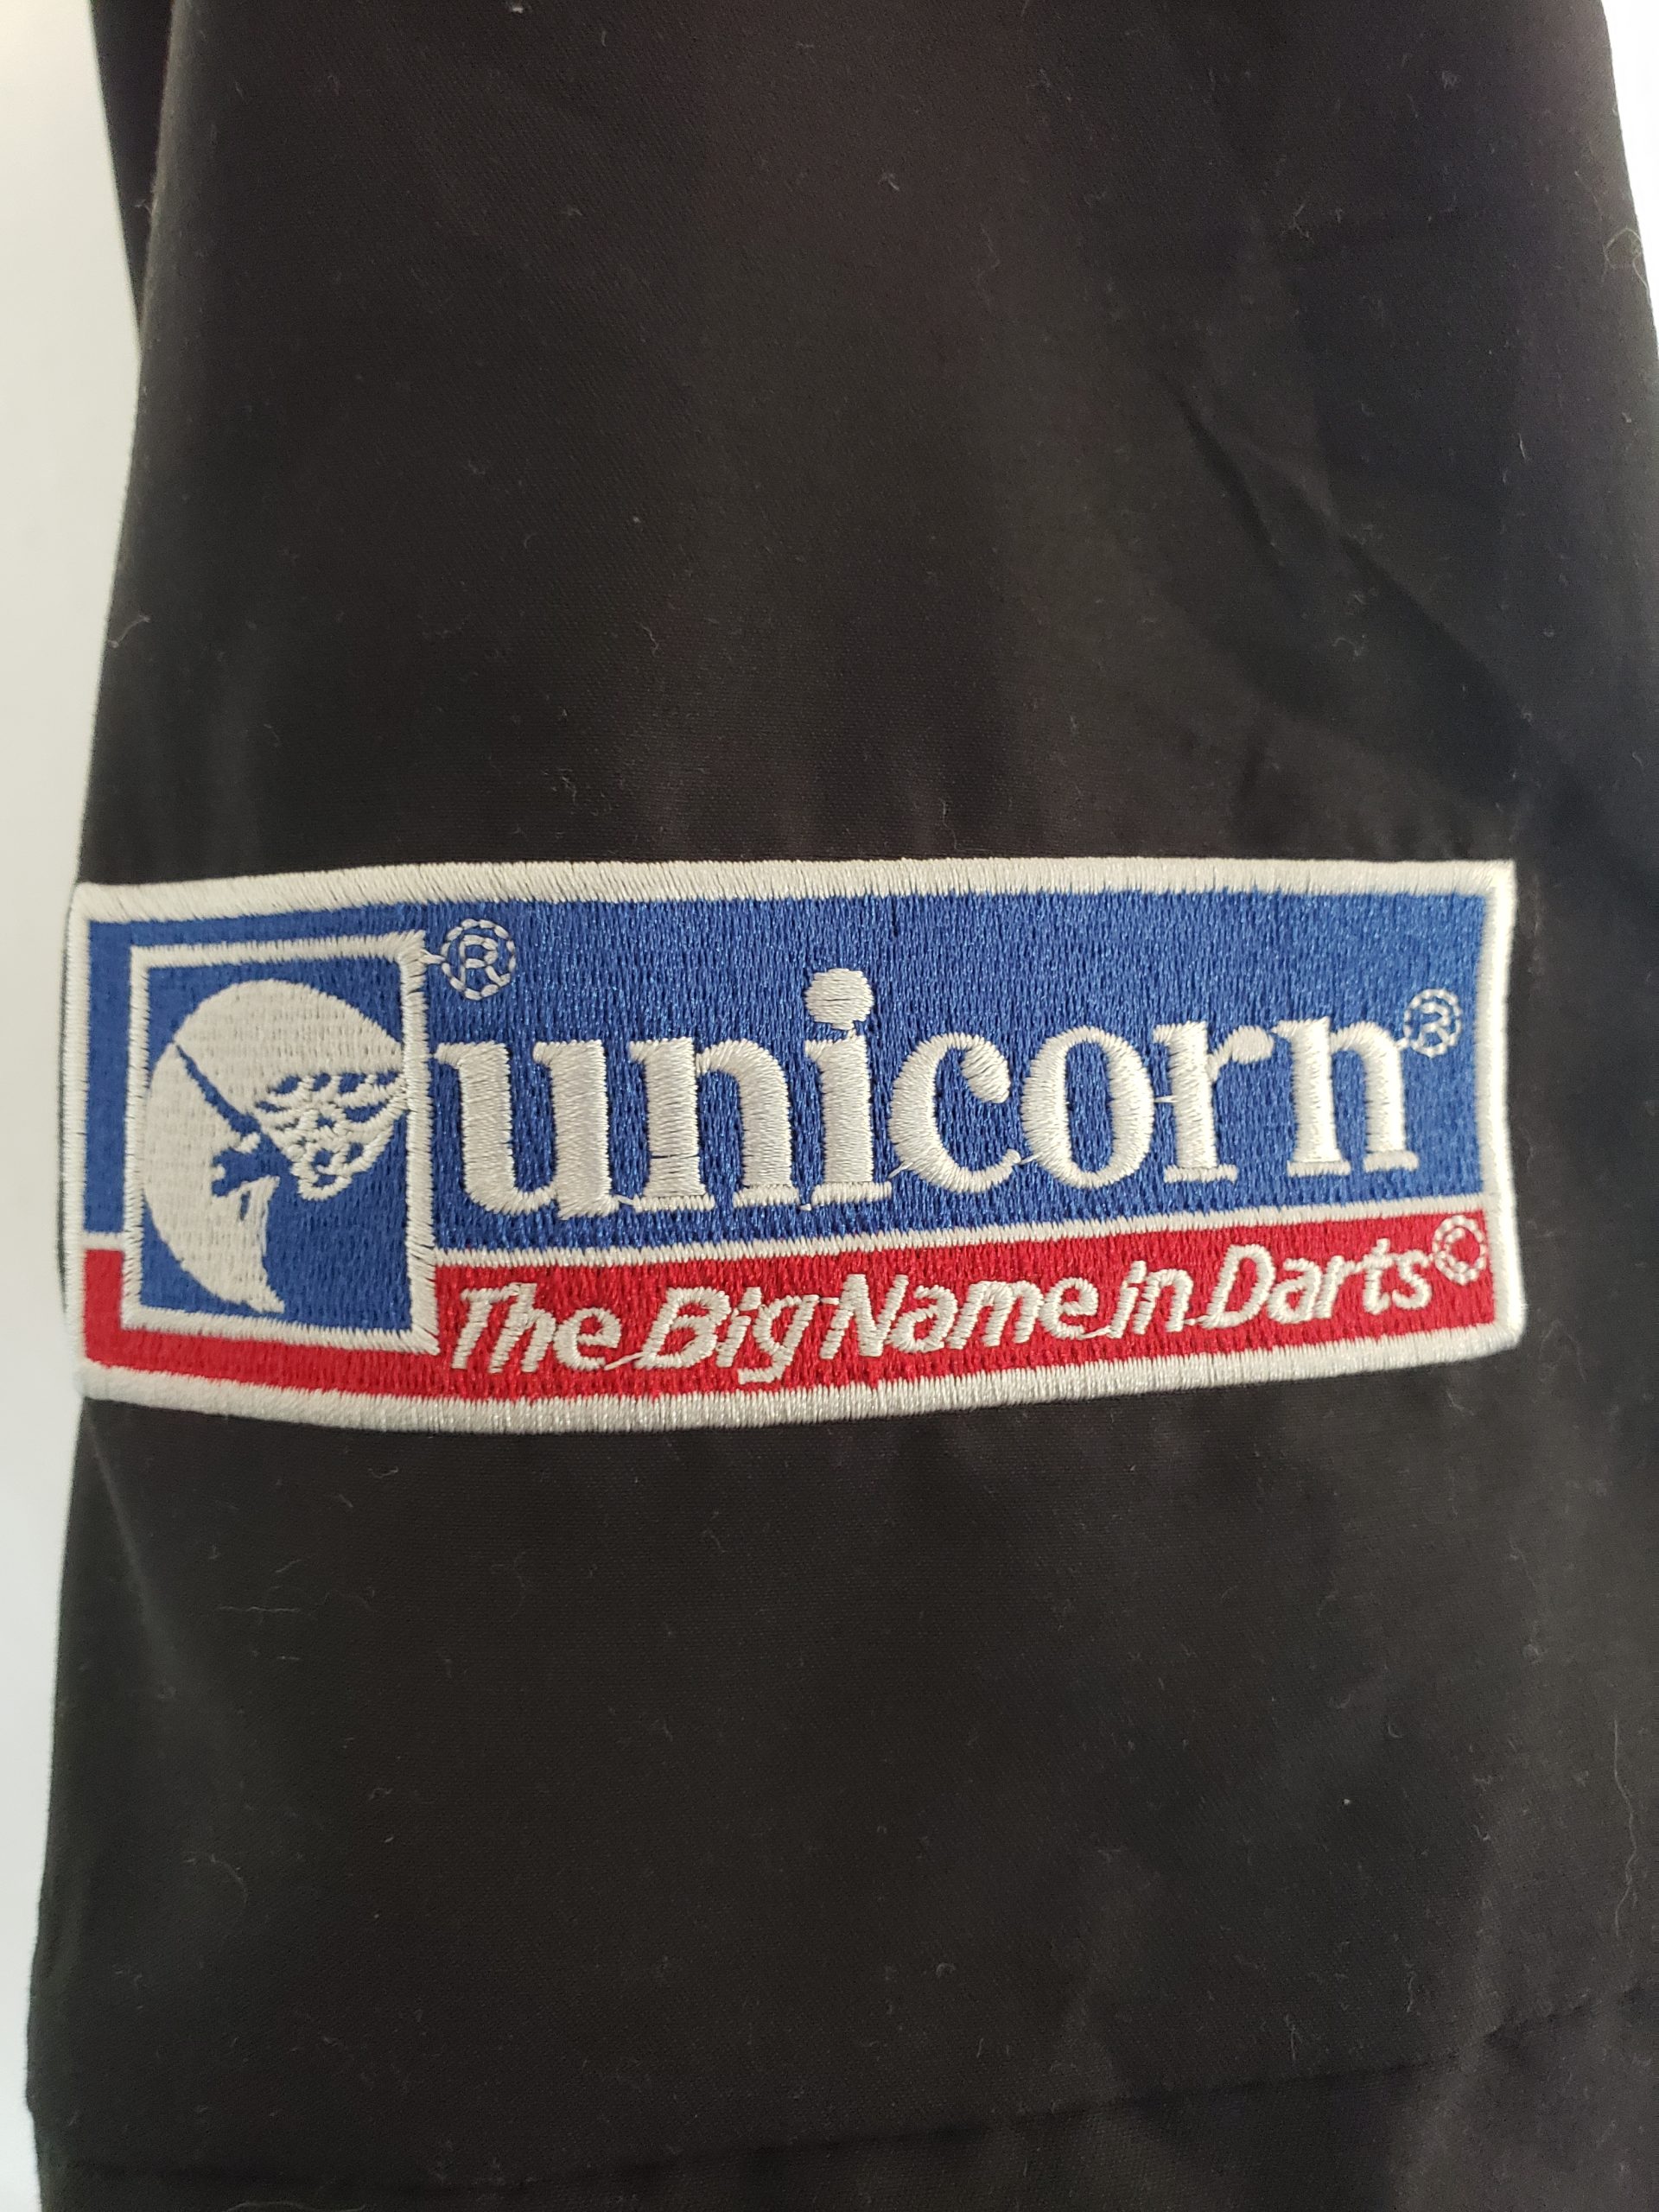 ® unicorn®
The Big Name in Darts©